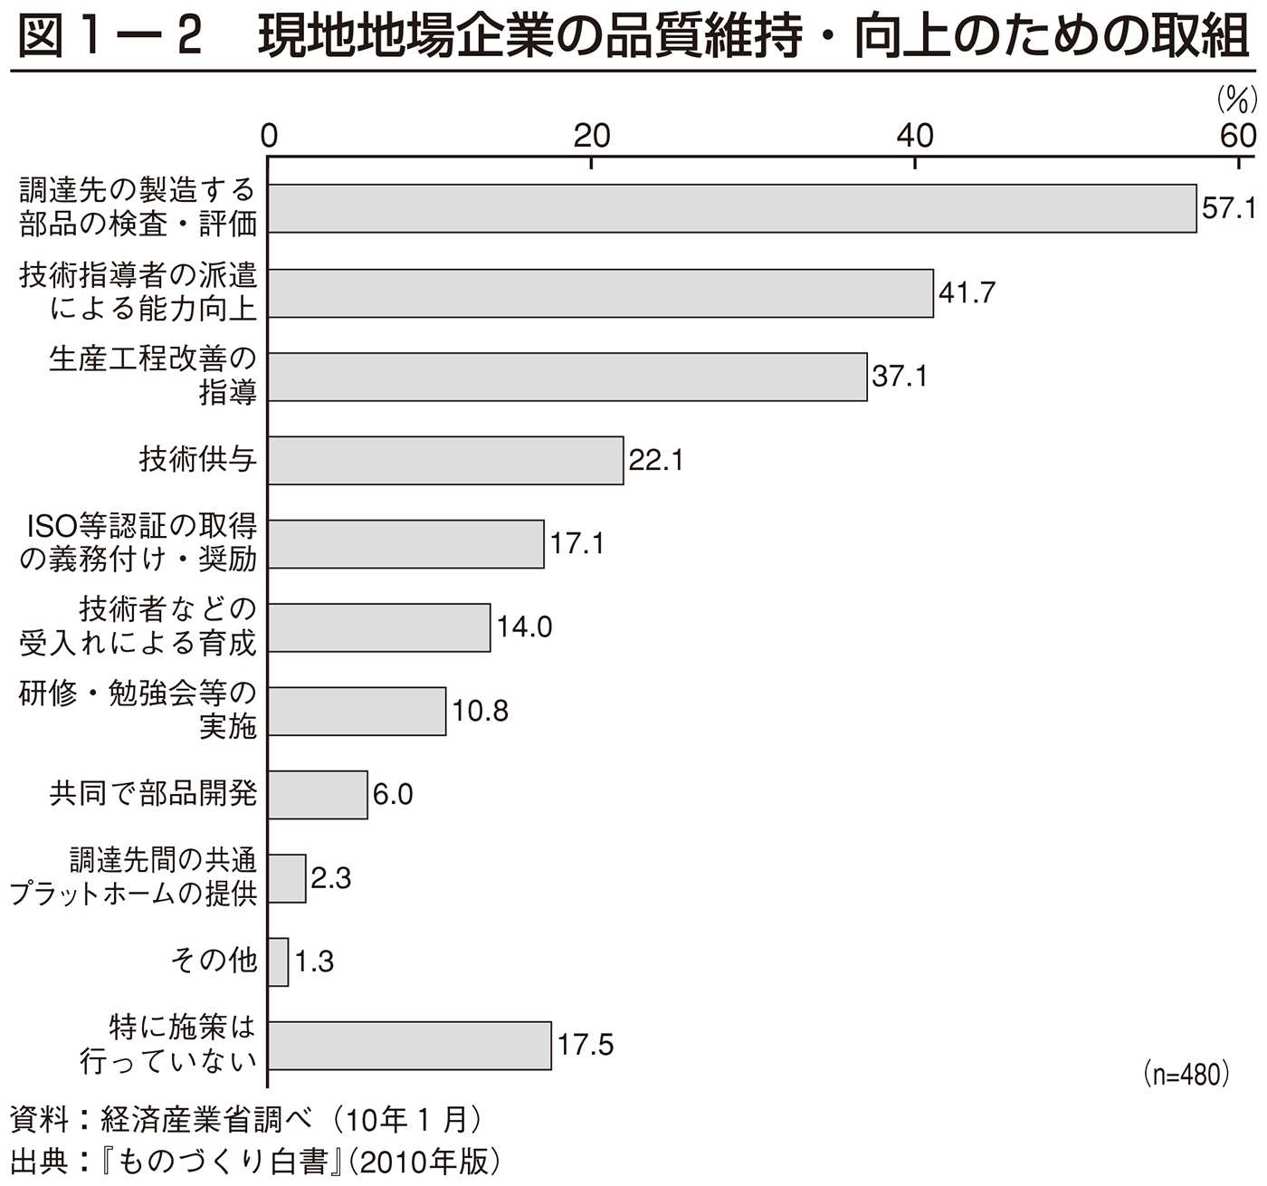 図1ー2 現地地場企業の品質維持・向上のための取組
(%)
0 20 40 60
調達先の製造する
部品の検査・評価
57.1
技術指導者の派遣
による能力向上
41.7
生産工程改善の
指導
37.1
技術供与
22.1
ISO等認証の取得
の義務付け・奨励
17.1
技術者などの
受入れによる育成
14.0
研修・勉強会等の
実施
10.8
共同で部品開発
6.0
調達先間の共通
プラットホームの提供
2.3
その他
1.3
特に施策は
行っていない
17.5
(n=480)
資料：経済産業省調べ（10年1月）
出典：『ものづくり白書』（2010年版）